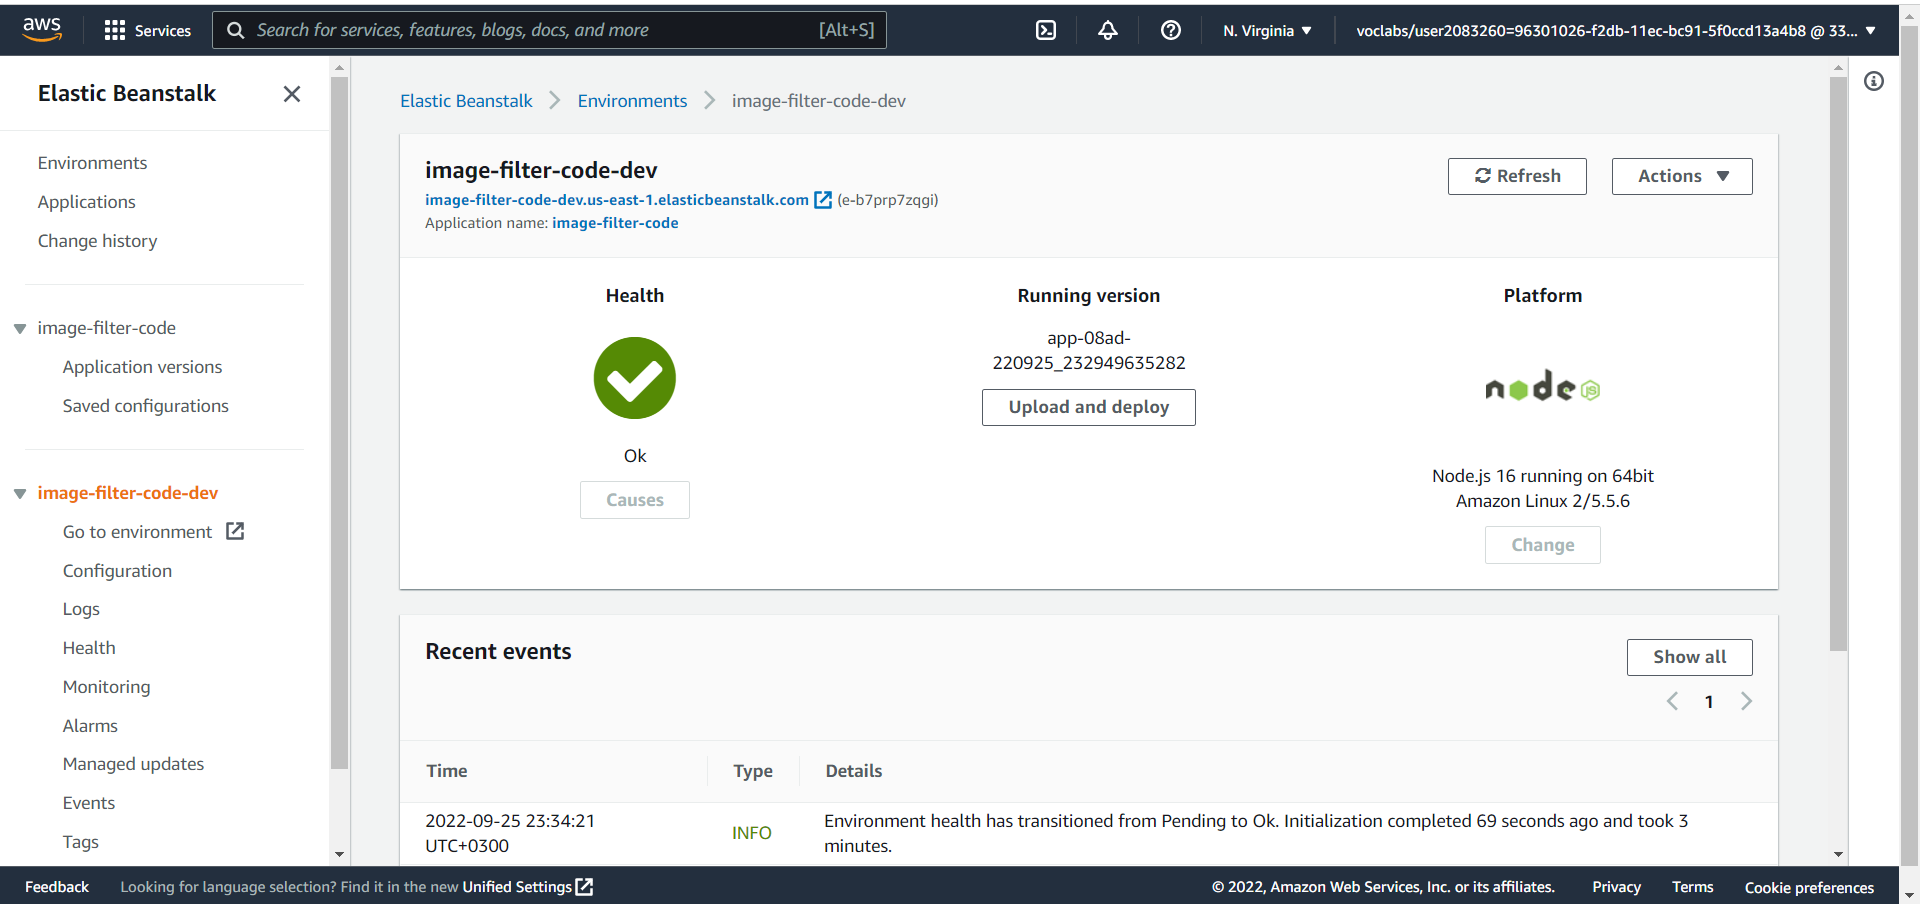 aws
Services
Search for services, features, blogs, docs, and more
[Alt+S]
N. Virginia
voclabs/user2083260=96301026-f2db-11ec-bc91-5f0ccd13a4b8 @ 33...
Elastic Beanstalk
Environments
Applications
Change history
image-filter-code
Application versions
Saved configurations
image-filter-code-dev
Go to environment
Configuration
Logs
Health
Monitoring
Alarms
Managed updates
Events
Tags
Elastic Beanstalk
Environments
image-filter-code-dev
image-filter-code-dev
image-filter-code-dev.us-east-1.elasticbeanstalk.com (e-b7prp7zqgi)
Application name: image-filter-code
Refresh
Actions
Health
Ok
Causes
Running version
app-08ad-
220925_232949635282
Upload and deploy
Platform
node JS
Node.js 16 running on 64bit
Amazon Linux 2/5.5.6
Change
Recent events
Show all
1
Time
Type
Details
2022-09-25 23:34:21
UTC+0300
INFO
Environment health has transitioned from Pending to Ok. Initialization completed 69 seconds ago and took 3
minutes.
Feedback
Looking for language selection? Find it in the new Unified Settings
© 2022, Amazon Web Services, Inc. or its affiliates.
Privacy
Terms
Cookie preferences